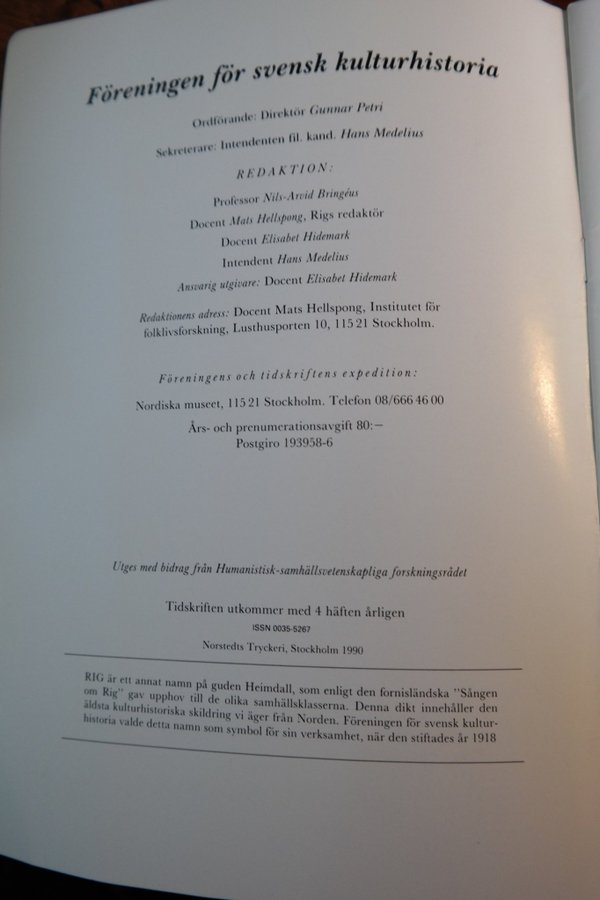 Föreningen för svensk kulturhistoria
Ordförande: Direktör Gunnar Petri
Sekreterare: Intendenten fil. kand. Hans Medelius
REDAKTION:
Professor Nils-Arvid Bringéus
Docent Mats Hellspong, Rigs redaktör
Docent Elisabet Hidemark
Intendent Hans Medelius
Ansvarig utgivare: Docent Elisabet Hidemark
Redaktionens adress: Docent Mats Hellspong, Institutet för
folklivsforskning, Lusthusporten 10, 115 21 Stockholm.
Föreningens och tidskriftens expedition:
Nordiska museet, 115 21 Stockholm. Telefon 08/666 46 00
Års- och prenumerationsavgift 80:—
Postgiro 193958-6
Utges med bidrag från Humanistisk-samhällsvetenskapliga forskningsrådet
Tidskriften utkommer med 4 häften årligen
ISSN 0035-5267
Norstedts Tryckeri, Stockholm 1990
RIG är ett annat namn på guden Heimdall, som enligt den fornisländska "Sången
om Rig" gav upphov till de olika samhällsklasserna. Denna dikt innehåller den
äldsta kulturhistoriska skildring vi äger från Norden. Föreningen för svensk kultur-
historia valde detta namn som symbol för sin verksamhet, när den stiftades år 1918